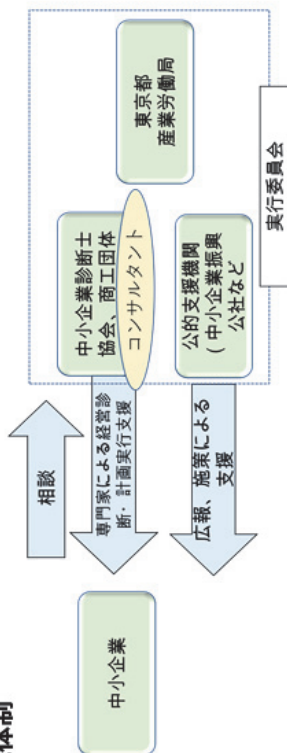 体制
中小企業
相談
専門家による経営診
断・計画実行支援
広報、施策による
支援
中小企業診断士
協会、商工団体
コンサルタント
公的支援機関
(中小企業振興
公社など
東京都
産業労働局
実行委員会